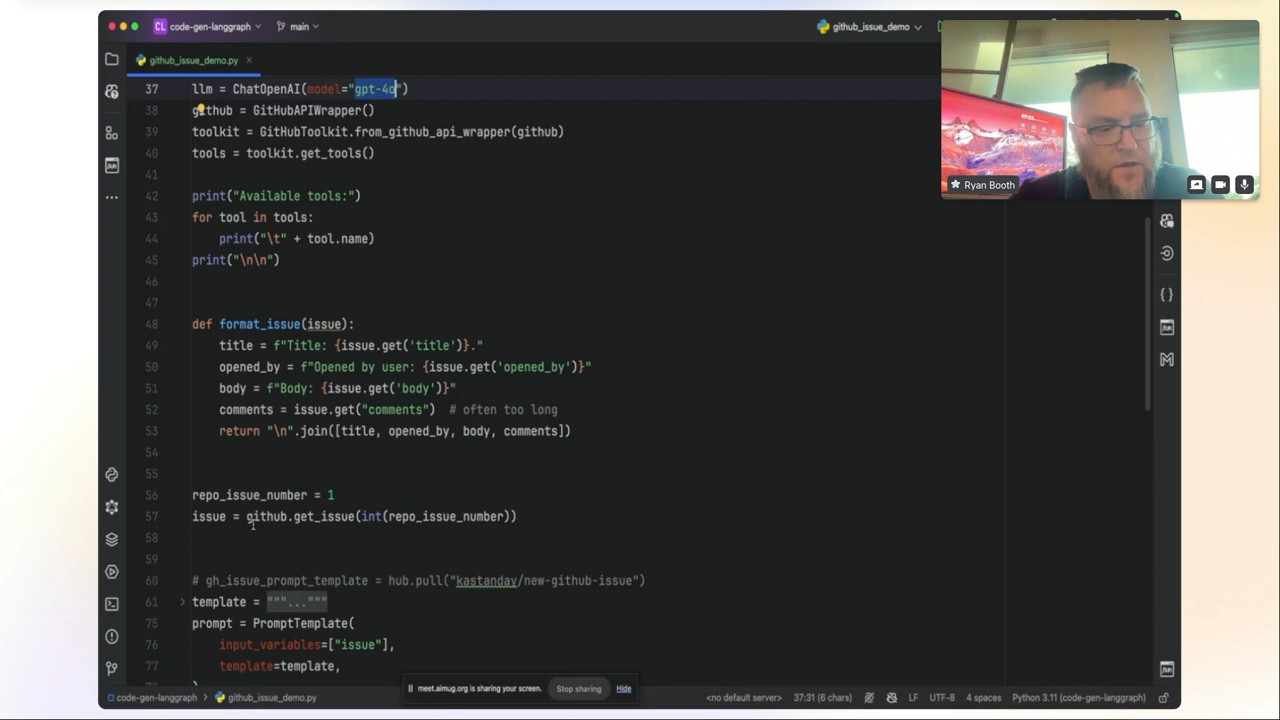 CL code-gen-langgraph main github_issue_demo
github_issue_demo.py
37 llm = ChatOpenAI(model="gpt-4o")
38 github = GitHubAPIWrapper()
39 toolkit = GitHubToolkit.from_github_api_wrapper(github)
40 tools = toolkit.get_tools()
41
42 print("Available tools:")
43 for tool in tools:
44 print("\t" + tool.name)
45 print("\n\n")
46
47
48 def format_issue(issue):
49 title = f"Title: {issue.get('title')}."
50 opened_by = f"Opened by user: {issue.get('opened_by')}"
51 body = f"Body: {issue.get('body')}"
52 comments = issue.get("comments") # often too long
53 return "\n".join([title, opened_by, body, comments])
54
55
56 repo_issue_number = 1
57 issue = github.get_issue(int(repo_issue_number))
58
59
60 # gh_issue_prompt_template = hub.pull("kastanday/new-github-issue")
61 template = """..."""
75 prompt = PromptTemplate(
76 input_variables=["issue"],
77 template=template,
Ryan Booth
meet.aimug.org is sharing your screen. Stop sharing Hide
code-gen-langgraph > github_issue_demo.py <no default server> 37:31 (6 chars) LF UTF-8 4 spaces Python 3.11 (code-gen-langgraph)